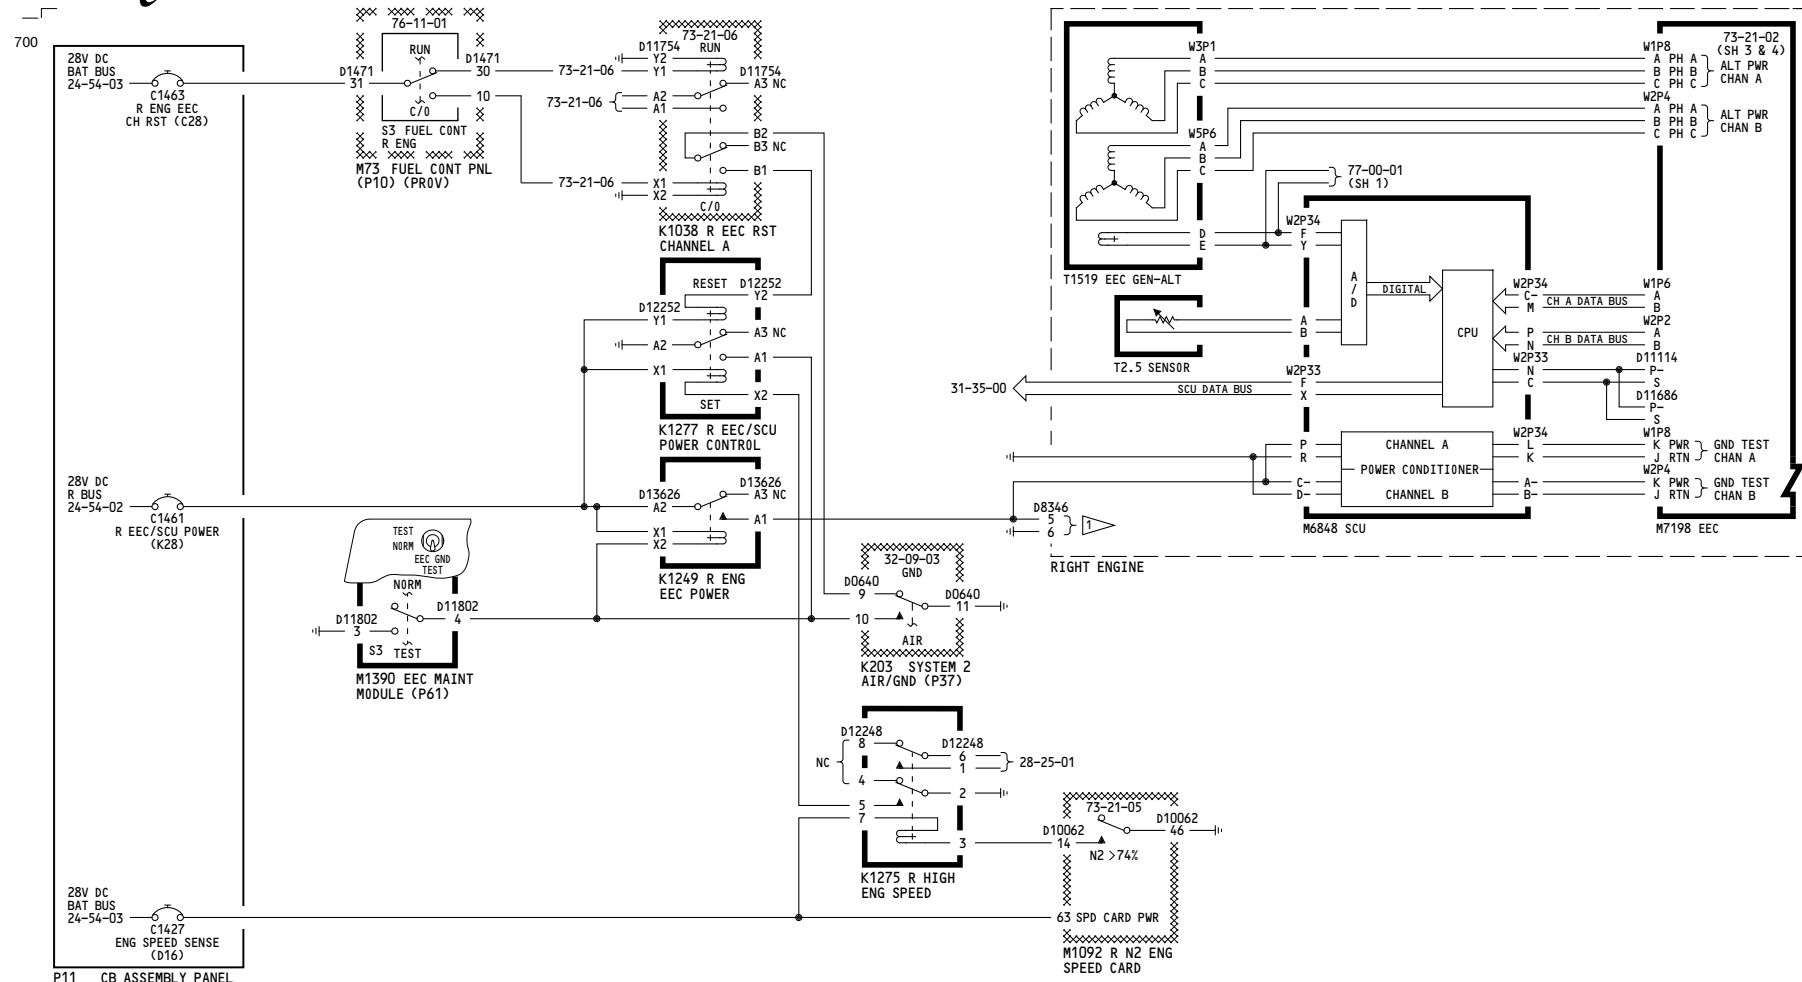 700
28V DC
BAT BUS
24-54-03
C1463
R ENG EEC
CH RST (C28)
28V DC
R BUS
24-54-02
C1461
R EEC/SCU POWER
(K28)
28V DC
BAT BUS
24-54-03
C1427
ENG SPEED SENSE
(D16)
P11 CB ASSEMBLY PANEL
76-11-01
RUN
D1471
31
D1471
30
10
C/O
S3 FUEL CONT
R ENG
M73 FUEL CONT PNL
(P10) (PROV)
73-21-06
73-21-06
73-21-06
73-21-06
RUN
D11754
Y2
Y1
D11754
A3 NC
A2
A1
B2
B3 NC
B1
X1
X2
C/O
K1038 R EEC RST
CHANNEL A
RESET
D12252
Y2
D12252
Y1
A3 NC
A2
A1
X1
X2
SET
K1277 R EEC/SCU
POWER CONTROL
D13626
A2
D13626
A3 NC
A1
X1
X2
K1249 R ENG
EEC POWER
TEST
NORM
EEC GND
TEST
NORM
D11802
3
D11802
4
S3 TEST
M1390 EEC MAINT
MODULE (P61)
32-09-03
GND
D0640
9
D0640
11
10
AIR
K203 SYSTEM 2
AIR/GND (P37)
D12248
8
D12248
6
1
28-25-01
NC
4
2
5
7
3
K1275 R HIGH
ENG SPEED
73-21-05
D10062
14
D10062
46
N2 >74%
63 SPD CARD PWR
M1092 R N2 ENG
SPEED CARD
W3P1
A
B
C
W5P6
A
B
C
D
E
T1519 EEC GEN-ALT
77-00-01
(SH 1)
T2.5 SENSOR
31-35-00
SCU DATA BUS
W2P34
F
Y
A
B
W2P33
F
X
P
R
C-
D-
A/D
DIGITAL
CPU
W2P34
C-
M
CH A DATA BUS
P
N
CH B DATA BUS
W2P33
N
C
W2P34
L
K
A-
B-
CHANNEL A
POWER CONDITIONER
CHANNEL B
M6848 SCU
D8346
5
6
1
RIGHT ENGINE
73-21-02
(SH 3 & 4)
W1P8
A PH A
B PH B
C PH C
ALT PWR
CHAN A
W2P4
A PH A
B PH B
C PH C
ALT PWR
CHAN B
W1P6
A
B
W2P2
A
B
D11114
P-
S
D11686
P-
S
W1P8
K PWR
J RTN
GND TEST
CHAN A
W2P4
K PWR
J RTN
GND TEST
CHAN B
M7198 EEC